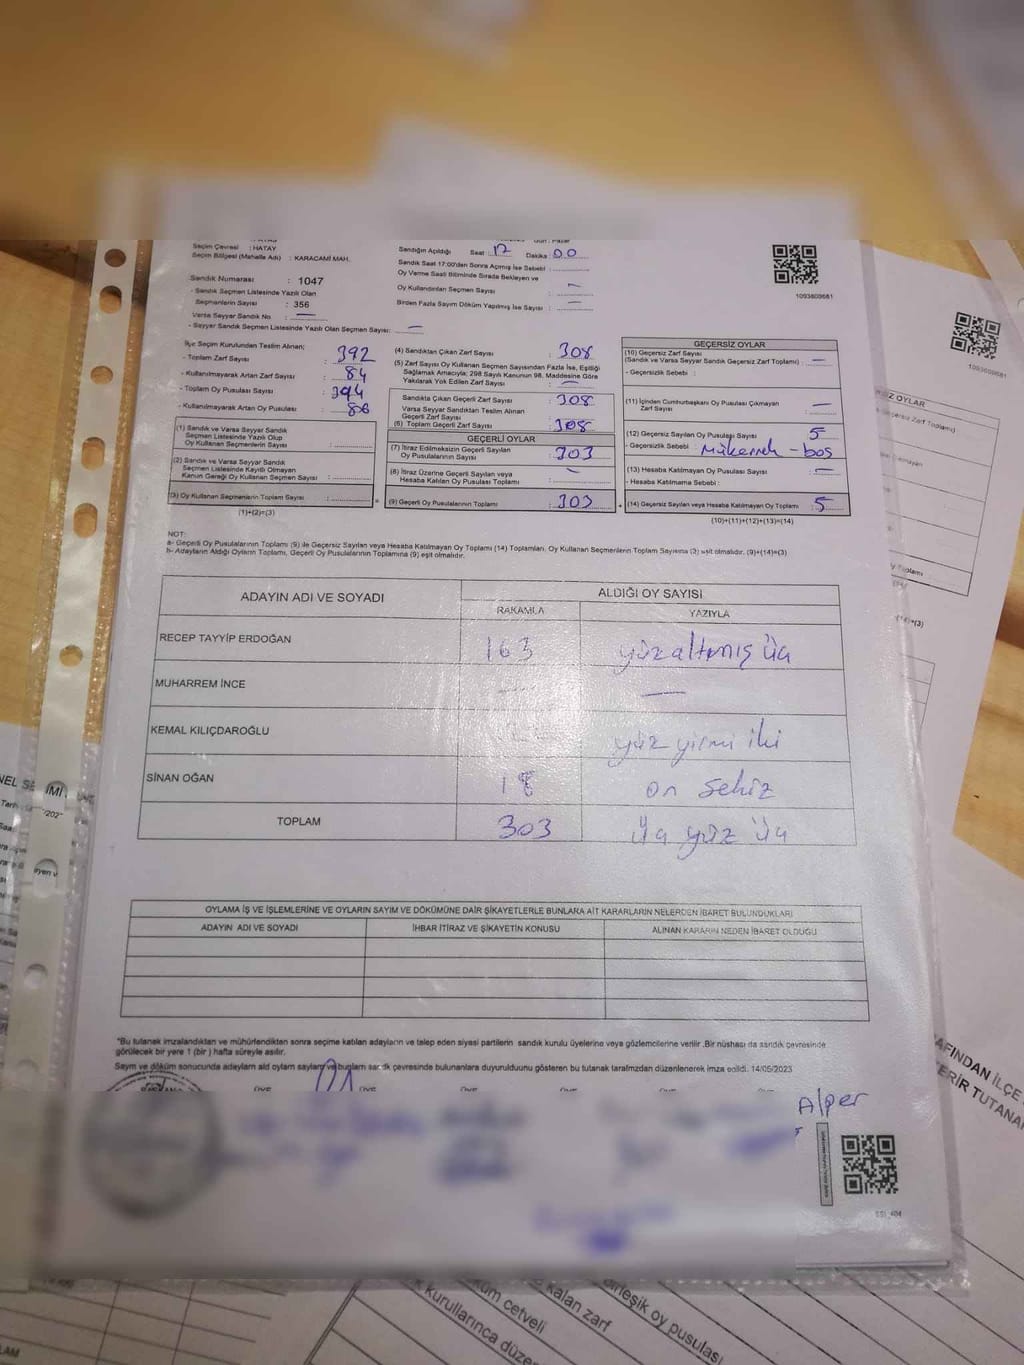 Seçim Çevresi : HATAY
Seçim Bölgesi (Mahalle Adı) : KARACAMİ MAH.
Sandık Numarası : 1047
- Sandık Seçmen Listesinde Yazılı Olan
Seçmenlerin Sayısı : 356
Varsa Seyyar Sandık No. : —
- Sayyar Sandık Seçmen Listesinde Yazılı Olan Seçmen Sayısı: —
Sandığın Açıldığı Saat 17 Dakika 00
Sandık Saat 17:00'den Sonra Açımış İse Sebebi :
Oy Verme Saati Bitiminde Sırada Bekleyen ve
Oy Kullandırılan Seçmen Sayısı : —
Birden Fazla Sayım Döküm Yapılmış İse Sayısı : —
1093609681
İlçe Seçim Kurulundan Teslim Alınan;
- Toplam Zarf Sayısı : 392
- Kullanılmayarak Artan Zarf Sayısı : 84
- Toplam Oy Pusulası Sayısı : 394
- Kullanılmayarak Artan Oy Pusulası : 86
(1) Sandık ve Varsa Seyyar Sandık
Seçmen Listesinde Yazılı Olup
Oy Kullanan Seçmenlerin Sayısı :
(2) Sandık ve Varsa Seyyar Sandık
Seçmen Listesinde Kayıtlı Olmayan
Kanun Gereği Oy Kullanan Seçmen Sayısı :
(3) Oy Kullanan Seçmenlerin Toplam Sayısı :
(1)+(2)=(3)
(4) Sandıktan Çıkan Zarf Sayısı : 308
(5) Zarf Sayısı Oy Kullanan Seçmen Sayısından Fazla İse, Eşitliği
Sağlamak Amacıyla; 298 Sayılı Kanunun 98. Maddesine Göre
Yakılarak Yok Edilen Zarf Sayısı : —
Sandıkta Çıkan Geçerli Zarf Sayısı : 308
Varsa Seyyar Sandıktan Teslim Alınan
Geçerli Zarf Sayısı :
(6) Toplam Geçerli Zarf Sayısı : 308
GEÇERLİ OYLAR
(7) İtiraz Edilmeksizin Geçerli Sayılan
Oy Pusulalarının Sayısı : 303
(8) İtiraz Üzerine Geçerli Sayılan veya
Hesaba Katılan Oy Pusulası Toplamı : —
(9) Geçerli Oy Pusulalarının Toplamı : 303
GEÇERSİZ OYLAR
(10) Geçersiz Zarf Sayısı
(Sandık ve Varsa Seyyar Sandık Geçersiz Zarf Toplamı) : —
- Geçersizlik Sebebi :
(11) İçinden Cumhurbaşkanı Oy Pusulası Çıkmayan
Zarf Sayısı : —
(12) Geçersiz Sayılan Oy Pusulası Sayısı : 5
- Geçersizlik Sebebi : Mükerreh - boş
(13) Hesaba Katılmayan Oy Pusulası Sayısı : —
- Hesaba Katılmama Sebebi :
(14) Geçersiz Sayılan veya Hesaba Katılmayan Oy Toplamı : 5
(10)+(11)+(12)+(13)=(14)
NOT:
a- Geçerli Oy Pusulalarının Toplamı (9) ile Geçersiz Sayılan veya Hesaba Katılmayan Oy Toplamı (14) Toplamları, Oy Kullanan Seçmenlerin Toplam Sayısına (3) eşit olmalıdır. (9)+(14)=(3)
b- Adayların Aldığı Oyların Toplamı, Geçerli Oy Pusulalarının Toplamına (9) eşit olmalıdır.
ADAYIN ADI VE SOYADI ALDIĞI OY SAYISI
RAKAMLA YAZIYLA
RECEP TAYYİP ERDOĞAN 163 yüz altmış üç
MUHARREM İNCE — —
KEMAL KILIÇDAROĞLU yüz yirmi iki
SİNAN OĞAN 18 on sekiz
TOPLAM 303 üç yüz üç
OYLAMA İŞ VE İŞLEMLERİNE VE OYLARIN SAYIM VE DÖKÜMÜNE DAİR ŞİKAYETLERLE BUNLARA AİT KARARLARIN NELERDEN İBARET BULUNDUKLARI
ADAYIN ADI VE SOYADI İHBAR İTİRAZ VE ŞİKAYETİN KONUSU ALINAN KARARIN NEDEN İBARET OLDUĞU
"Bu tutanak imzalandıktan ve mühürlendikten sonra seçime katılan adayların ve talep eden siyasi partilerin sandık kurulu üyelerine veya gözlemcilerine verilir. Bir nüshası da sandık çevresinde
görülecek bir yere 1 (bir) hafta süreyle asılır.
Sayım ve döküm sonucunda adayların ald oyların sayları ve bunların sandık çevresinde bulunanlara duyurulduunu gösteren bu tutanak tarafımızdan düzenlenerek imza edildi. 14/05/2023
Alper
1093609681
GEÇERSİZ OYLAR
döküm cetveli
kalan zarf
birleşik oy pusulası
kurullarınca